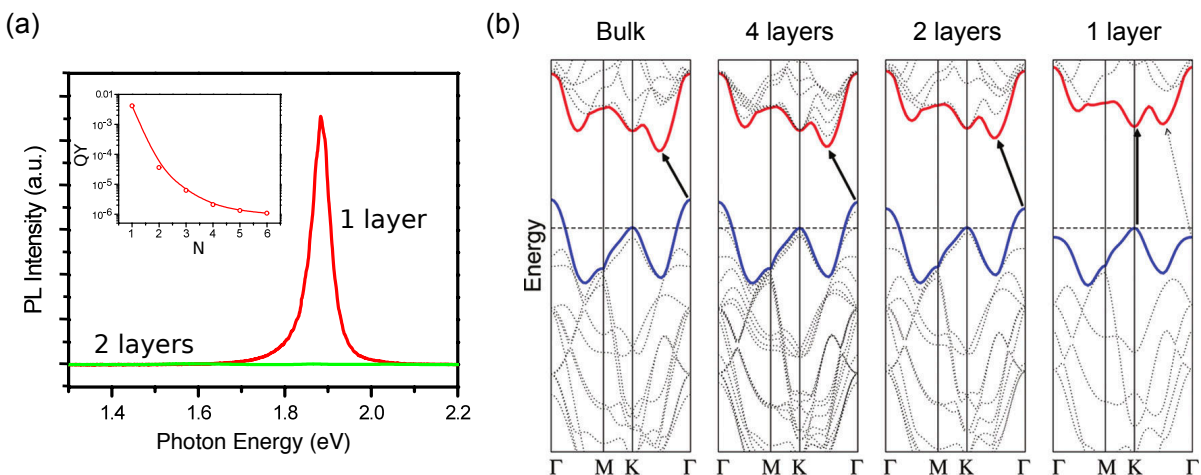 (a)
PL Intensity (a.u.)
0.01
10⁻³
10⁻⁴
10⁻⁵
10⁻⁶
QY
1 2 3 4 5 6
N
1 layer
2 layers
1.4 1.6 1.8 2.0 2.2
Photon Energy (eV)
(b)
Bulk 4 layers 2 layers 1 layer
Energy
Γ M K Γ Γ M K Γ Γ M K Γ Γ M K Γ